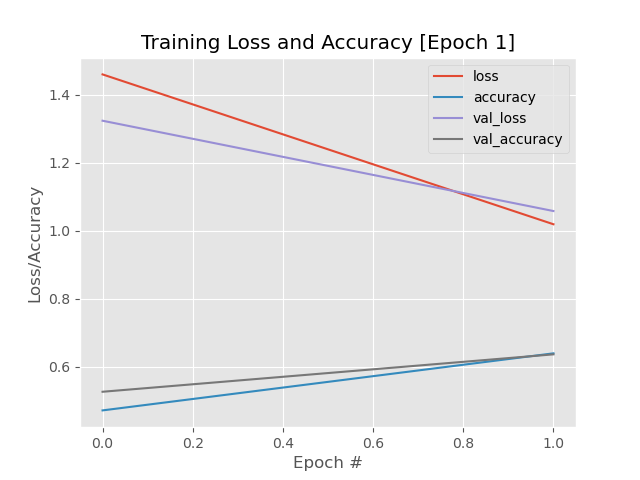 Training Loss and Accuracy [Epoch 1]
loss
accuracy
val_loss
val_accuracy
Loss/Accuracy
1.4
1.2
1.0
0.8
0.6
0.0 0.2 0.4 0.6 0.8 1.0
Epoch #